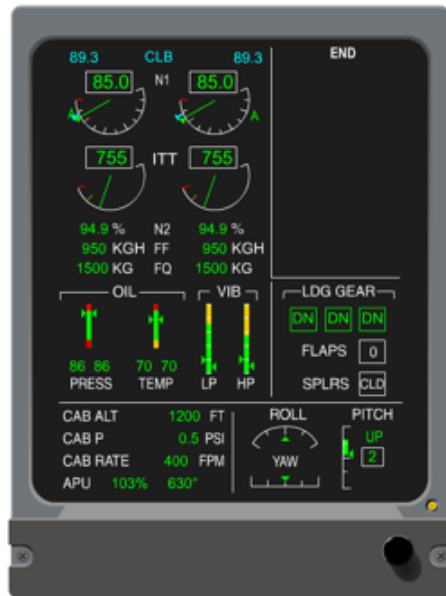 89.3 CLB 89.3 END
85.0 N1 85.0
A A
755 ITT 755
94.9 % N2 94.9 %
950 KGH FF 950 KGH
1500 KG FQ 1500 KG
OIL VIB LDG GEAR
DN DN DN
FLAPS 0
86 86 70 70
PRESS TEMP LP HP SPLRS CLD
CAB ALT 1200 FT ROLL PITCH
CAB P 0.5 PSI UP
CAB RATE 400 FPM YAW 2
APU 103% 630°